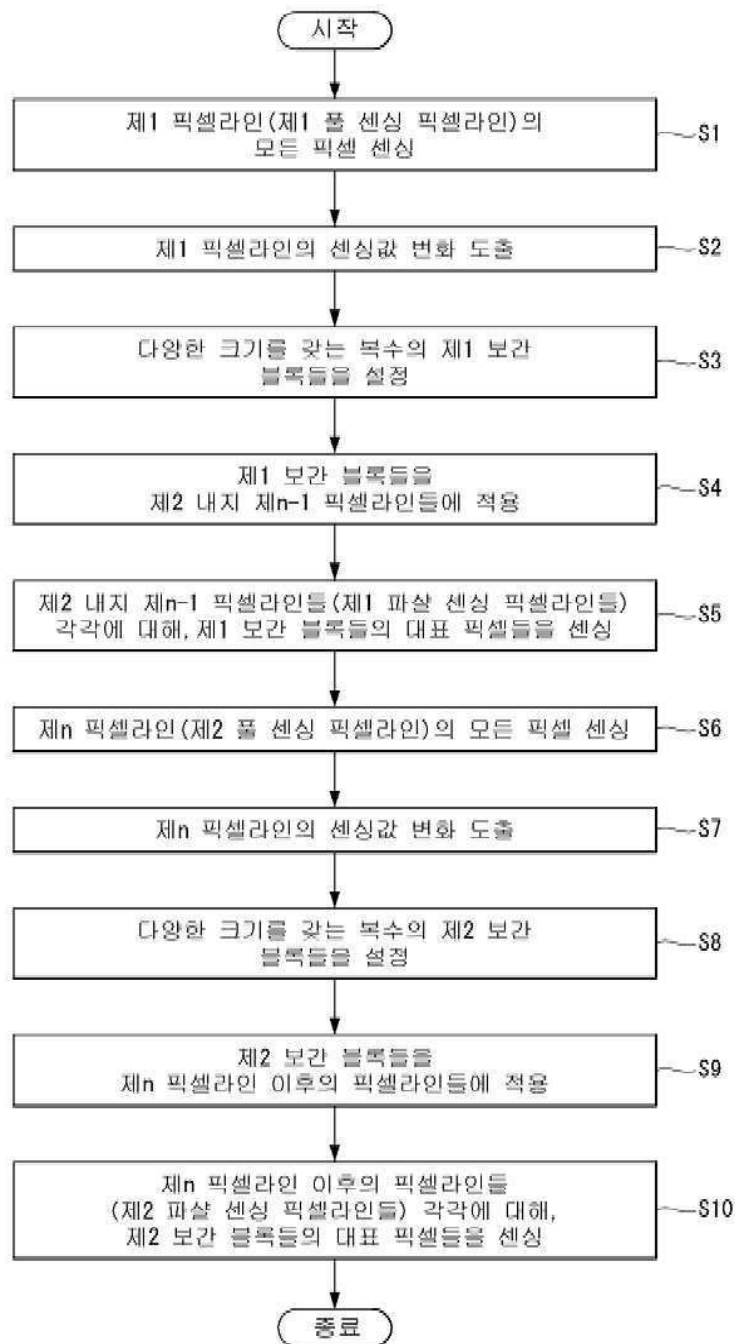 시작
제1 픽셀라인(제1 풀 센싱 픽셀라인)의
모든 픽셀 센싱
S1
제1 픽셀라인의 센싱값 변화 도출
S2
다양한 크기를 갖는 복수의 제1 보간
블록들을 설정
S3
제1 보간 블록들을
제2 내지 제n-1 픽셀라인들에 적용
S4
제2 내지 제n-1 픽셀라인들(제1 파샬 센싱 픽셀라인들)
각각에 대해, 제1 보간 블록들의 대표 픽셀들을 센싱
S5
제n 픽셀라인(제2 풀 센싱 픽셀라인)의 모든 픽셀 센싱
S6
제n 픽셀라인의 센싱값 변화 도출
S7
다양한 크기를 갖는 복수의 제2 보간
블록들을 설정
S8
제2 보간 블록들을
제n 픽셀라인 이후의 픽셀라인들에 적용
S9
제n 픽셀라인 이후의 픽셀라인들
(제2 파샬 센싱 픽셀라인들) 각각에 대해,
제2 보간 블록들의 대표 픽셀들을 센싱
S10
종료